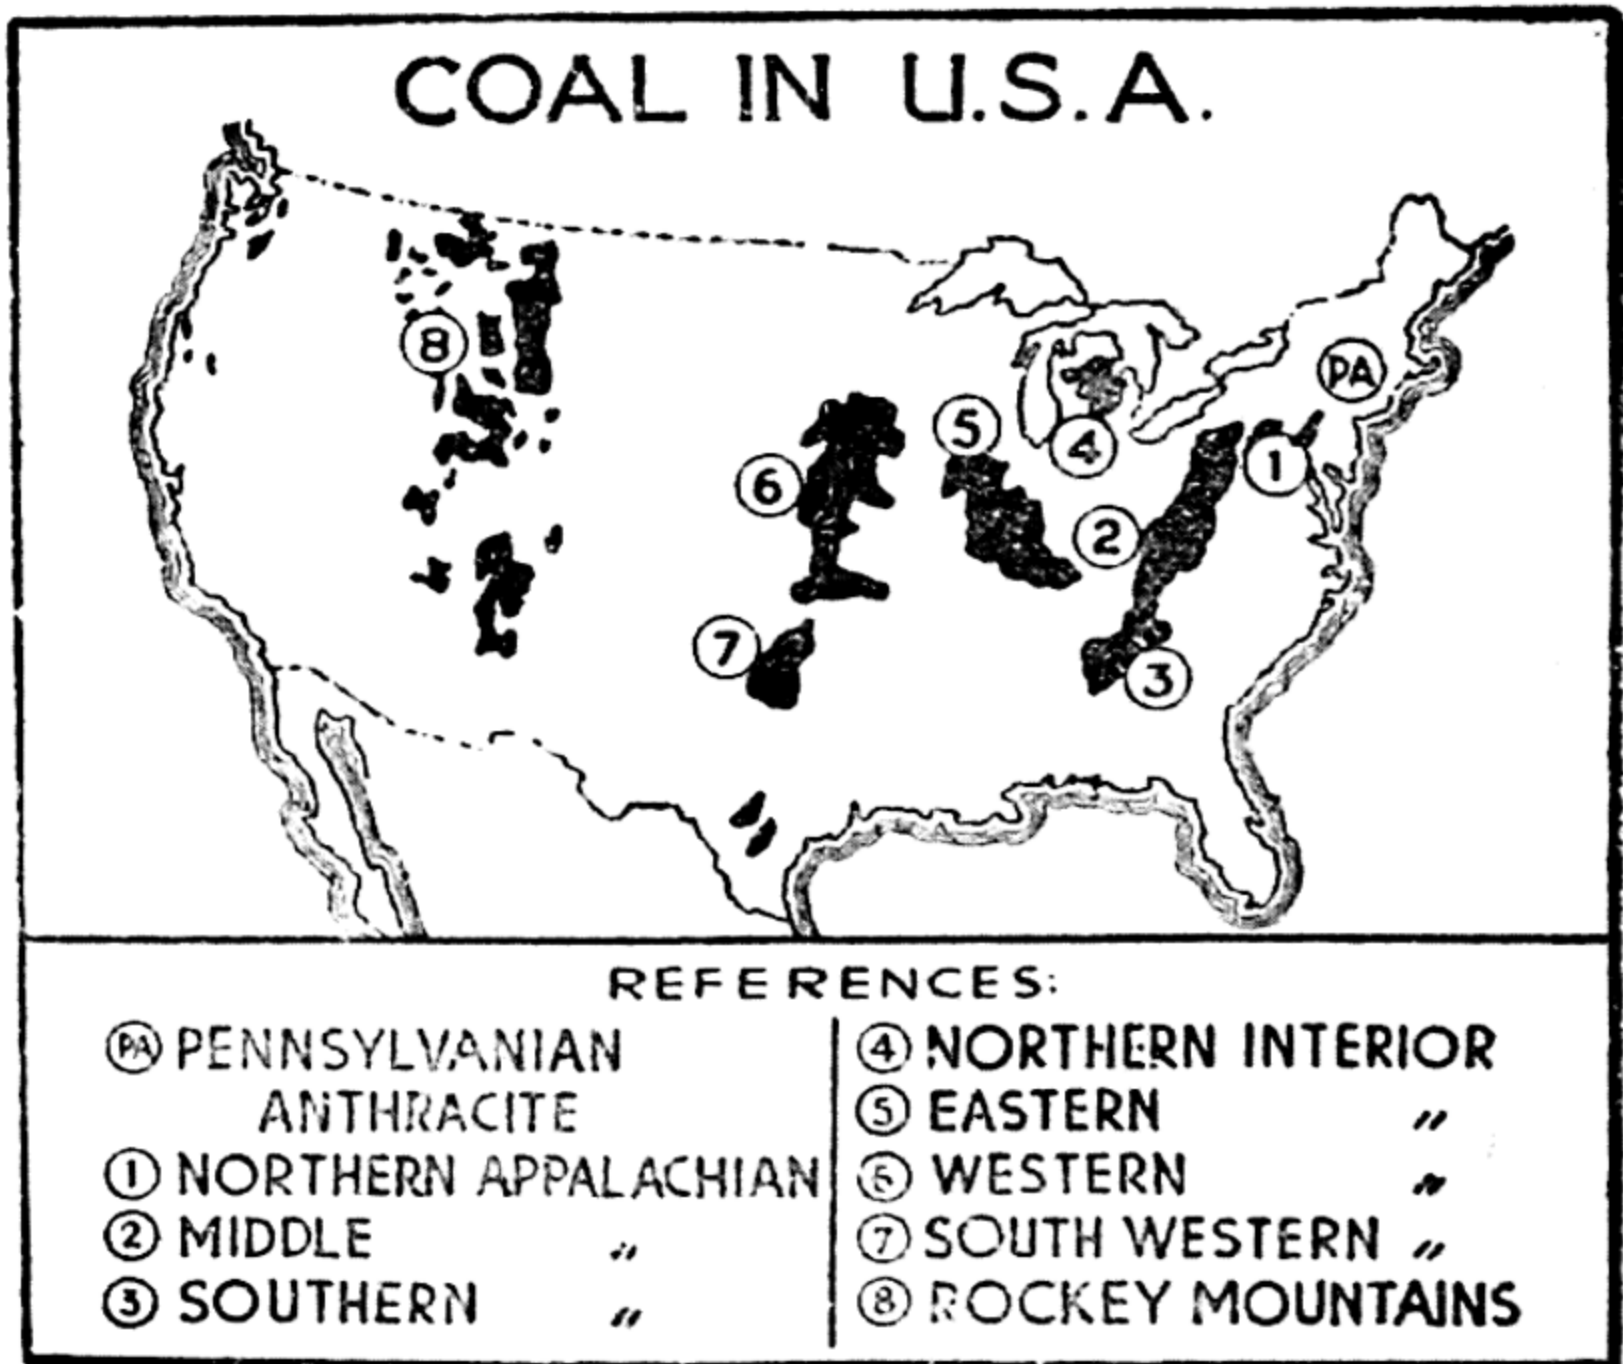 COAL IN U.S.A.
8
PA
5
4
1
6
2
7
3
REFERENCES:
PA PENNSYLVANIAN
ANTHRACITE
1 NORTHERN APPALACHIAN
2 MIDDLE "
3 SOUTHERN "
4 NORTHERN INTERIOR
5 EASTERN "
6 WESTERN "
7 SOUTH WESTERN "
8 ROCKEY MOUNTAINS